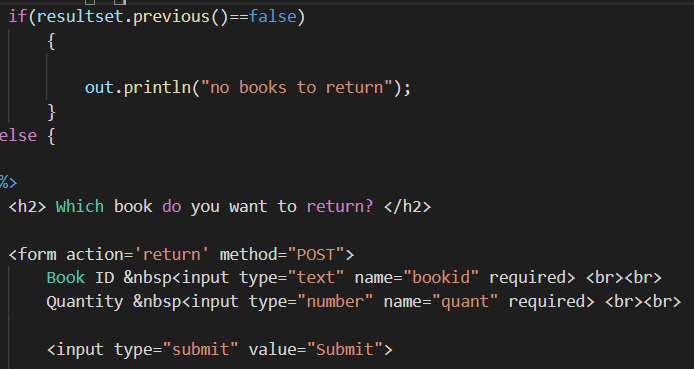 if(resultset.previous()==false)
{
out.println("no books to return");
}
else {
%>
<h2> Which book do you want to return? </h2>
<form action='return' method="POST">
Book ID &nbsp<input type="text" name="bookid" required> <br><br>
Quantity &nbsp<input type="number" name="quant" required> <br><br>
<input type="submit" value="Submit">